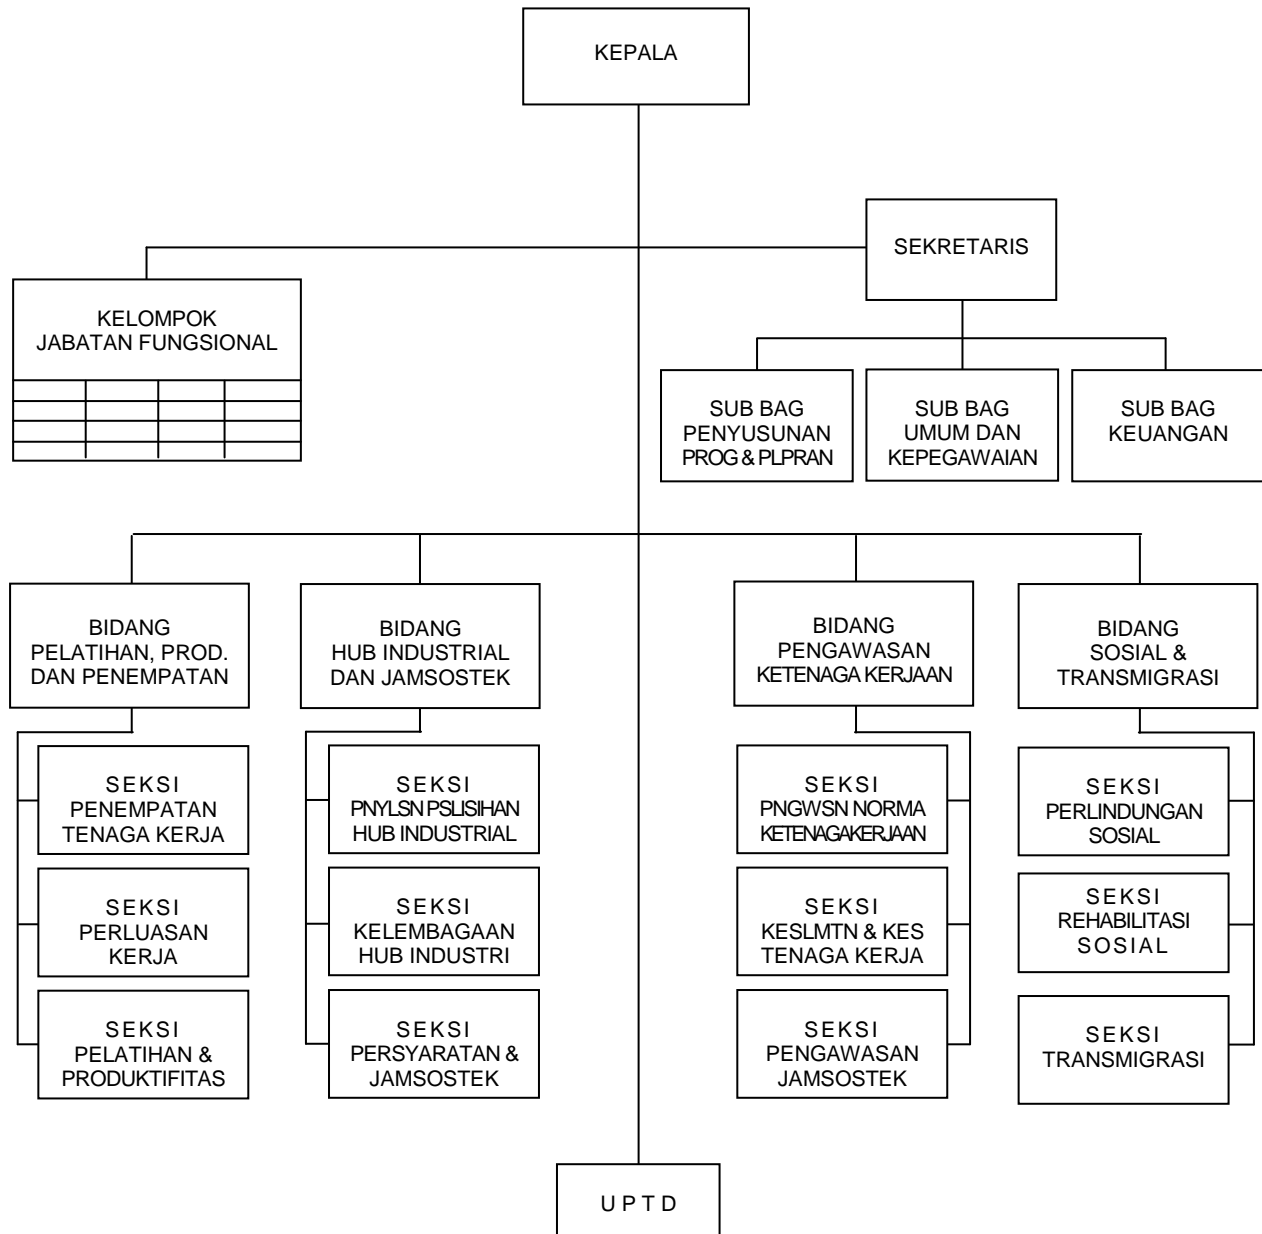 KEPALA
SEKRETARIS
KELOMPOK
JABATAN FUNGSIONAL
SUB BAG
PENYUSUNAN
PROG & PLPRAN
SUB BAG
UMUM DAN
KEPEGAWAIAN
SUB BAG
KEUANGAN
BIDANG
PELATIHAN, PROD.
DAN PENEMPATAN
BIDANG
HUB INDUSTRIAL
DAN JAMSOSTEK
BIDANG
PENGAWASAN
KETENAGA KERJAAN
BIDANG
SOSIAL &
TRANSMIGRASI
SEKSI
PENEMPATAN
TENAGA KERJA
SEKSI
PNYLSN PSLISIHAN
HUB INDUSTRIAL
SEKSI
PNGWSN NORMA
KETENAGAKERJAAN
SEKSI
PERLINDUNGAN
SOSIAL
SEKSI
PERLUASAN
KERJA
SEKSI
KELEMBAGAAN
HUB INDUSTRI
SEKSI
KESLMTN & KES
TENAGA KERJA
SEKSI
REHABILITASI
SOSIAL
SEKSI
PELATIHAN &
PRODUKTIFITAS
SEKSI
PERSYARATAN &
JAMSOSTEK
SEKSI
PENGAWASAN
JAMSOSTEK
SEKSI
TRANSMIGRASI
UPTD